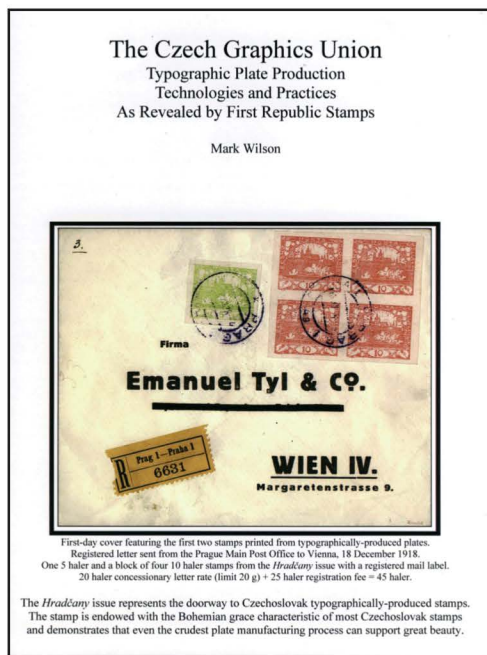 The Czech Graphics Union
Typographic Plate Production
Technologies and Practices
As Revealed by First Republic Stamps
Mark Wilson
3.
Firma
Emanuel Tyl & Co.
R
Prag 1 – Praha 1
6631
WIEN IV.
Margaretenstrasse 9.
First-day cover featuring the first two stamps printed from typographically-produced plates.
Registered letter sent from the Prague Main Post Office to Vienna, 18 December 1918.
One 5 haler and a block of four 10 haler stamps from the Hradčany issue with a registered mail label.
20 haler concessionary letter rate (limit 20 g) + 25 haler registration fee = 45 haler.
The Hradčany issue represents the doorway to Czechoslovak typographically-produced stamps.
The stamp is endowed with the Bohemian grace characteristic of most Czechoslovak stamps
and demonstrates that even the crudest plate manufacturing process can support great beauty.